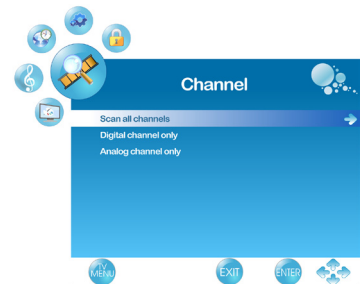 Channel
Scan all channels
Digital channel only
Analog channel only
TV
MENU
EXIT
ENTER